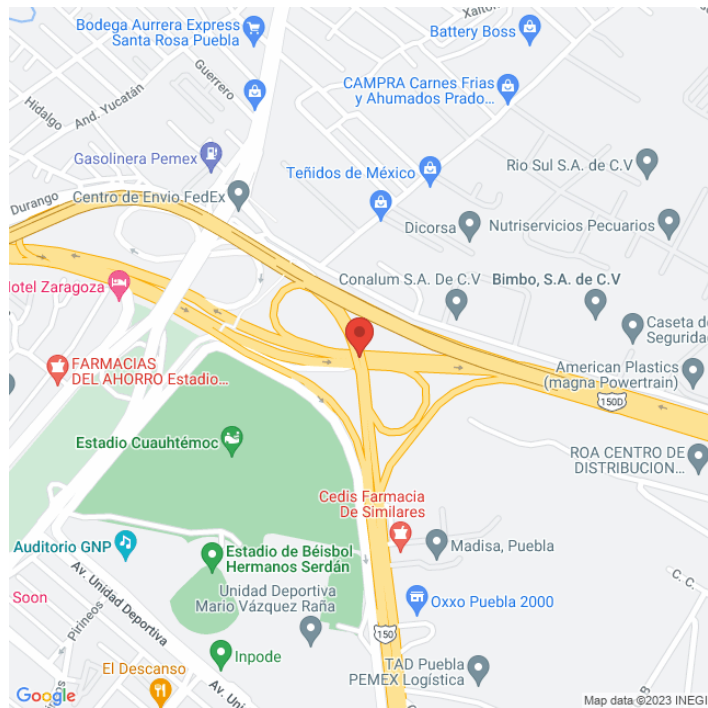 Xalto
Bodega Aurrera Express
Santa Rosa Puebla
Battery Boss
Guerrero
CAMPRA Carnes Frias
y Ahumados Prado...
And. Yucatán
Hidalgo
Gasolinera Pemex
Teñidos de México
Rio Sul S.A. de C.V
Durango
Centro de Envio FedEx
Dicorsa
Nutriservicios Pecuarios
Hotel Zaragoza
Conalum S.A. De C.V
Bimbo, S.A. de C.V
Caseta de
Seguridad
FARMACIAS
DEL AHORRO Estadio...
American Plastics
(magna Powertrain)
150D
Estadio Cuauhtémoc
ROA CENTRO DE
DISTRIBUCION...
Cedis Farmacia
De Similares
Auditorio GNP
Madisa, Puebla
Estadio de Béisbol
Hermanos Serdán
Av. Unidad Deportiva
C. C.
Unidad Deportiva
Mario Vázquez Raña
Soon
Pirineos
Oxxo Puebla 2000
150
Inpode
TAD Puebla
PEMEX Logística
El Descanso
Av. Un
Google
Map data ©2023 INEGI